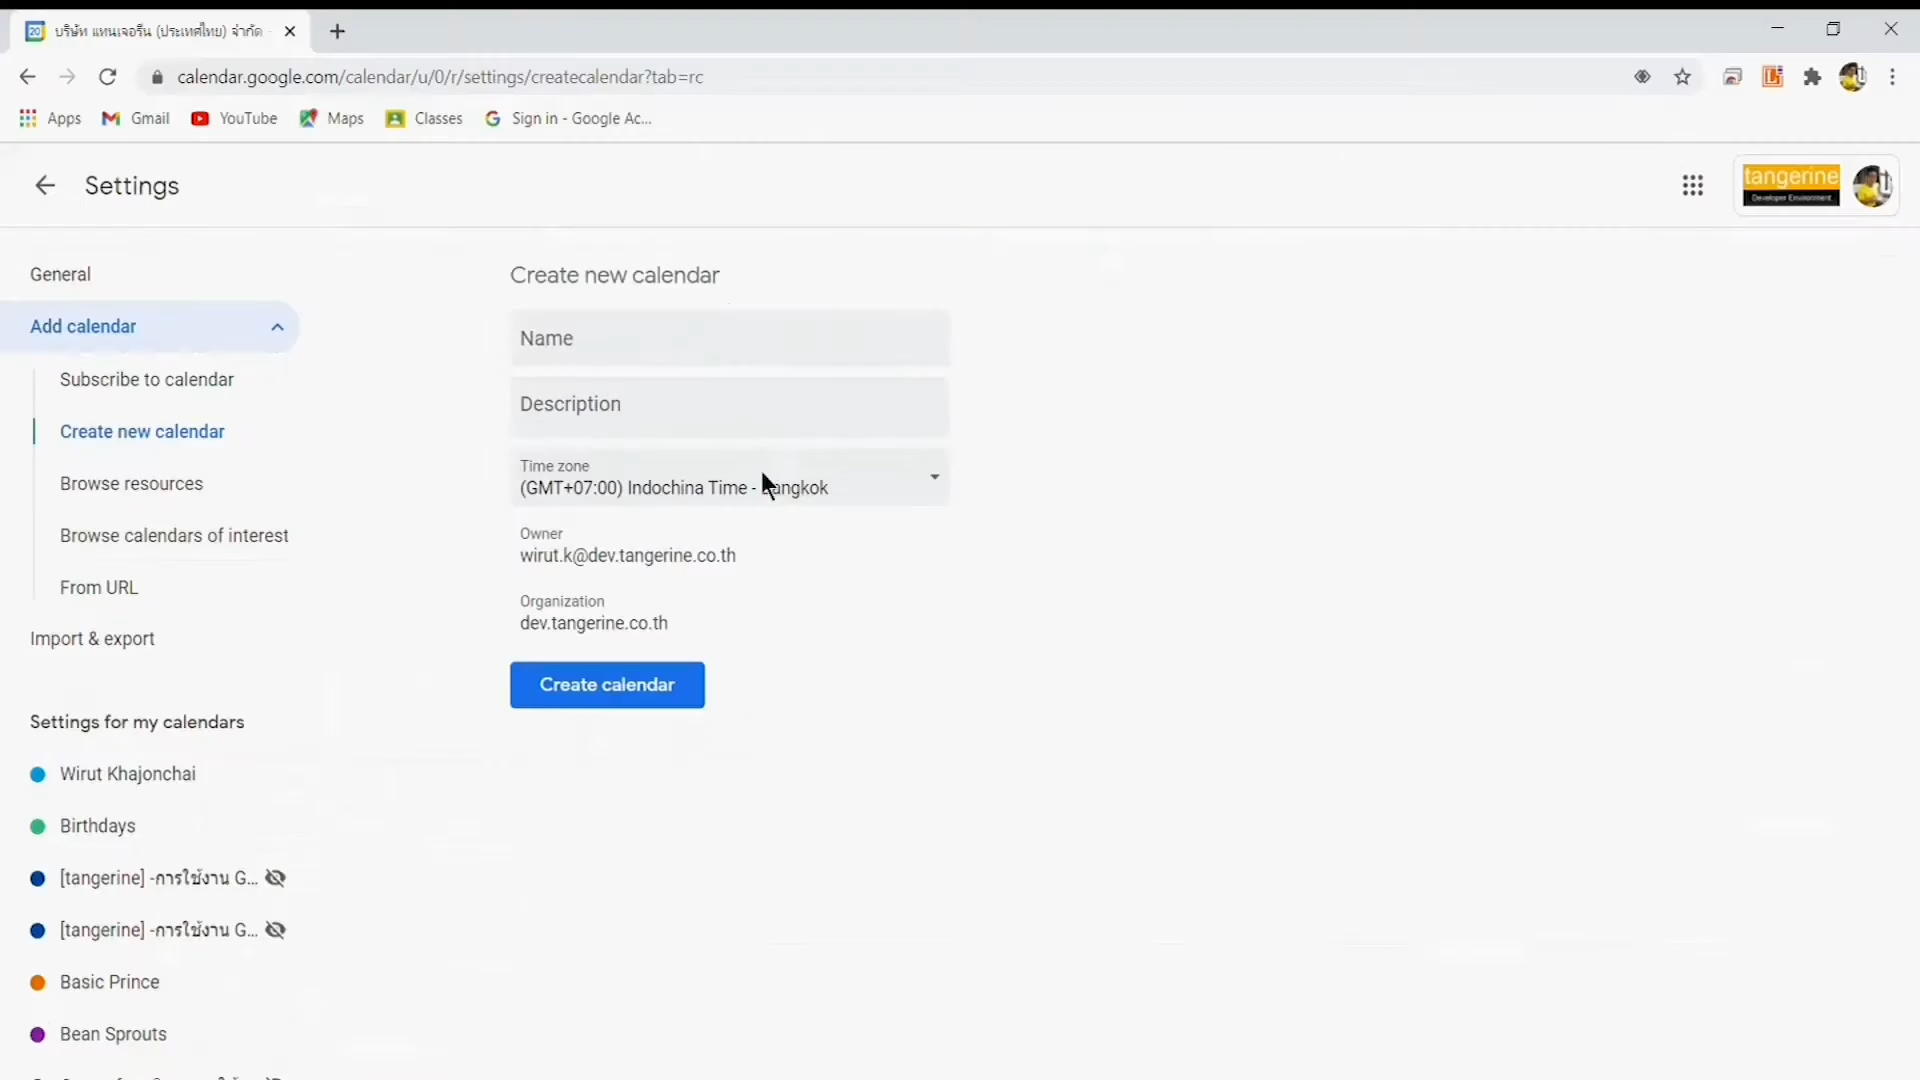 บริษัท แทนเจอรีน (ประเทศไทย) จำกัด
calendar.google.com/calendar/u/0/r/settings/createcalendar?tab=rc
Apps
Gmail
YouTube
Maps
Classes
Sign in - Google Ac...
Settings
tangerine
Developer Environment
General
Add calendar
Subscribe to calendar
Create new calendar
Browse resources
Browse calendars of interest
From URL
Import & export
Settings for my calendars
Wirut Khajonchai
Birthdays
[tangerine] -การใช้งาน G...
[tangerine] -การใช้งาน G...
Basic Prince
Bean Sprouts
Create new calendar
Name
Description
Time zone
(GMT+07:00) Indochina Time - Bangkok
Owner
wirut.k@dev.tangerine.co.th
Organization
dev.tangerine.co.th
Create calendar